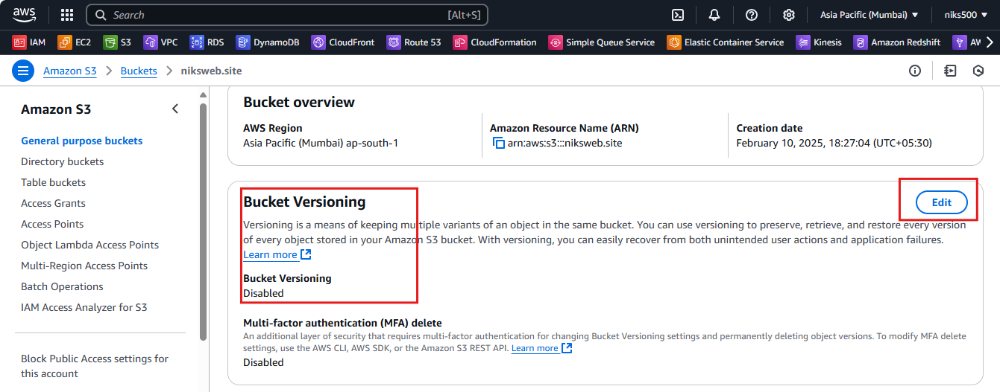 aws
Search
[Alt+S]
Asia Pacific (Mumbai)
niks500
IAM
EC2
S3
VPC
RDS
DynamoDB
CloudFront
Route 53
CloudFormation
Simple Queue Service
Elastic Container Service
Kinesis
Amazon Redshift
AW
Amazon S3
Buckets
niksweb.site
Amazon S3
General purpose buckets
Directory buckets
Table buckets
Access Grants
Access Points
Object Lambda Access Points
Multi-Region Access Points
Batch Operations
IAM Access Analyzer for S3
Block Public Access settings for
this account
Bucket overview
AWS Region
Asia Pacific (Mumbai) ap-south-1
Amazon Resource Name (ARN)
arn:aws:s3:::niksweb.site
Creation date
February 10, 2025, 18:27:04 (UTC+05:30)
Bucket Versioning
Edit
Versioning is a means of keeping multiple variants of an object in the same bucket. You can use versioning to preserve, retrieve, and restore every version
of every object stored in your Amazon S3 bucket. With versioning, you can easily recover from both unintended user actions and application failures.
Learn more
Bucket Versioning
Disabled
Multi-factor authentication (MFA) delete
An additional layer of security that requires multi-factor authentication for changing Bucket Versioning settings and permanently deleting object versions. To modify MFA delete
settings, use the AWS CLI, AWS SDK, or the Amazon S3 REST API. Learn more
Disabled